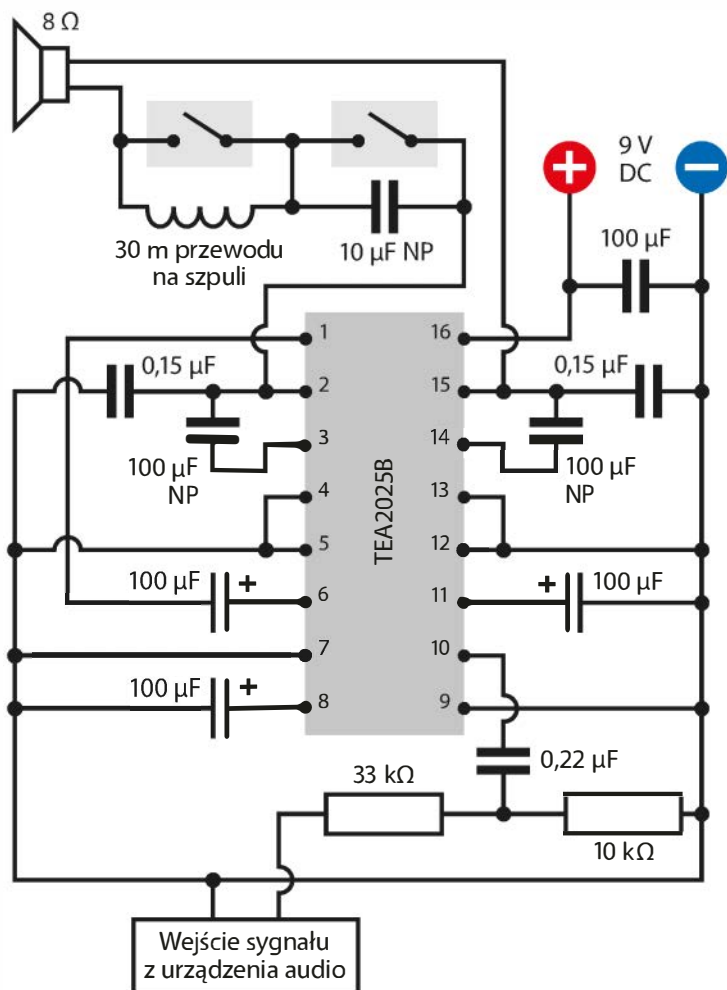 8 Ω
30 m przewodu
na szpuli
10 µF NP
+
9 V
DC
−
100 µF
1
16
0,15 µF
2
15
0,15 µF
3
14
100 µF
NP
100 µF
NP
4
13
TEA2025B
5
12
100 µF
+
6
11
+
100 µF
7
10
100 µF
+
8
9
0,22 µF
33 kΩ
10 kΩ
Wejście sygnału
z urządzenia audio